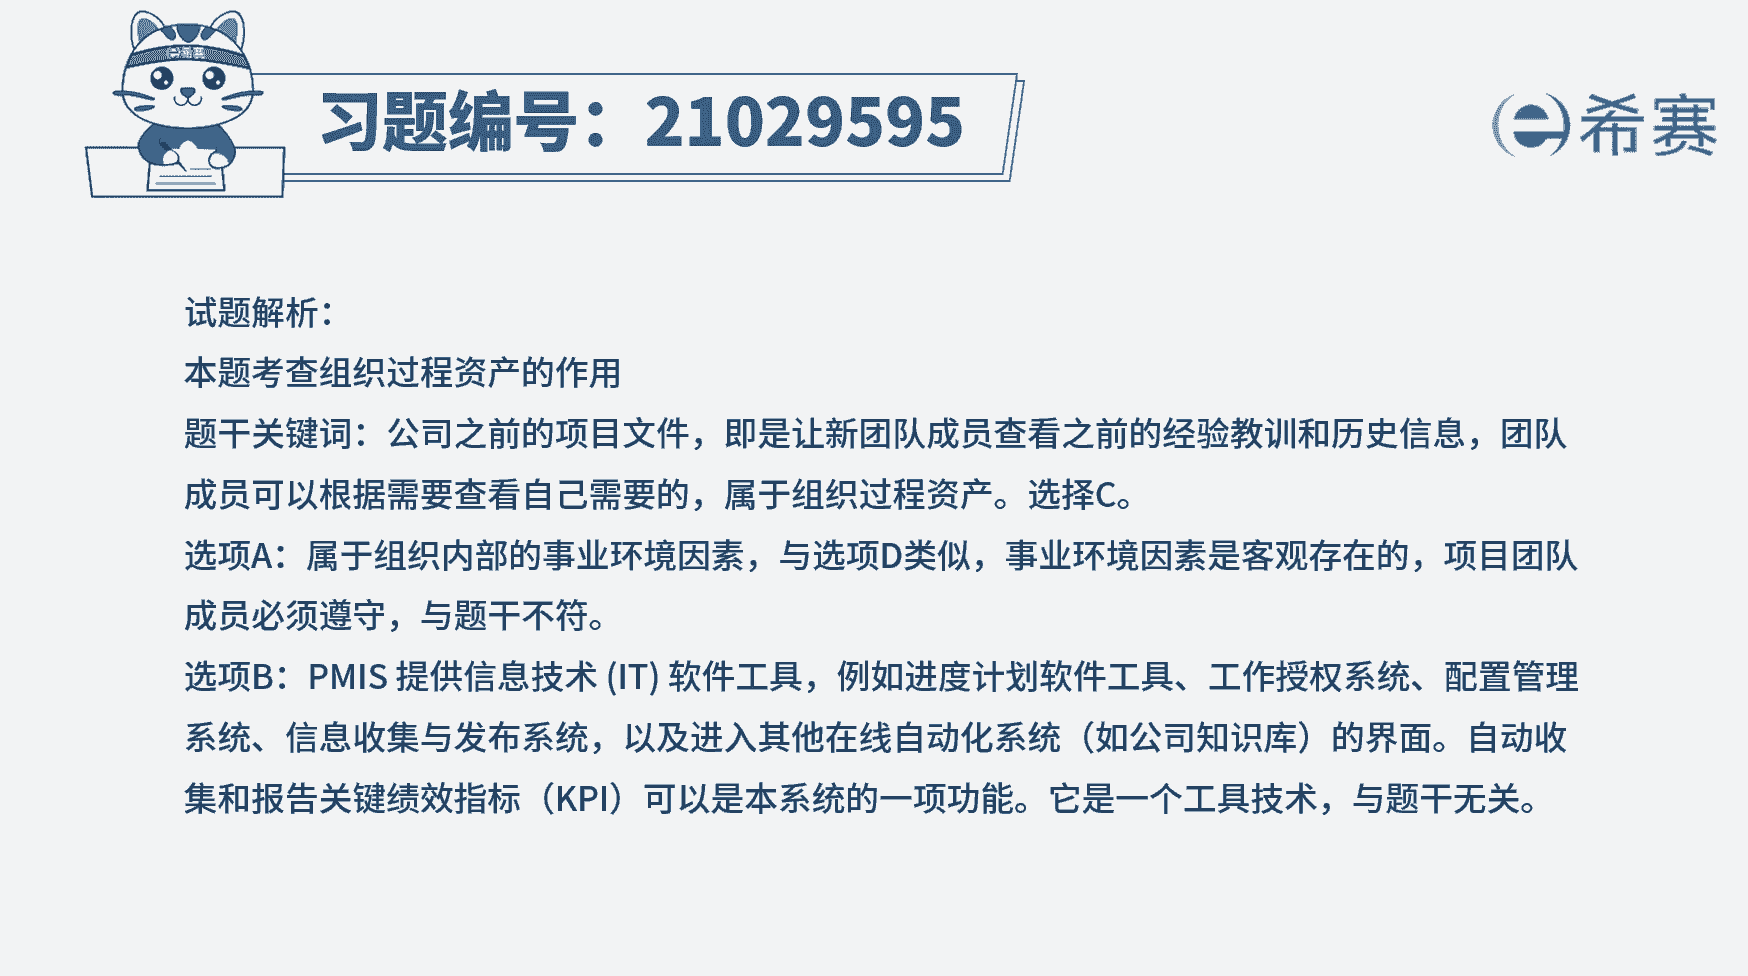 习题编号：21029595
希赛
试题解析：
本题考查组织过程资产的作用
题干关键词：公司之前的项目文件，即是让新团队成员查看之前的经验教训和历史信息，团队
成员可以根据需要查看自己需要的，属于组织过程资产。选择C。
选项A：属于组织内部的事业环境因素，与选项D类似，事业环境因素是客观存在的，项目团队
成员必须遵守，与题干不符。
选项B：PMIS 提供信息技术 (IT) 软件工具，例如进度计划软件工具、工作授权系统、配置管理
系统、信息收集与发布系统，以及进入其他在线自动化系统（如公司知识库）的界面。自动收
集和报告关键绩效指标（KPI）可以是本系统的一项功能。它是一个工具技术，与题干无关。